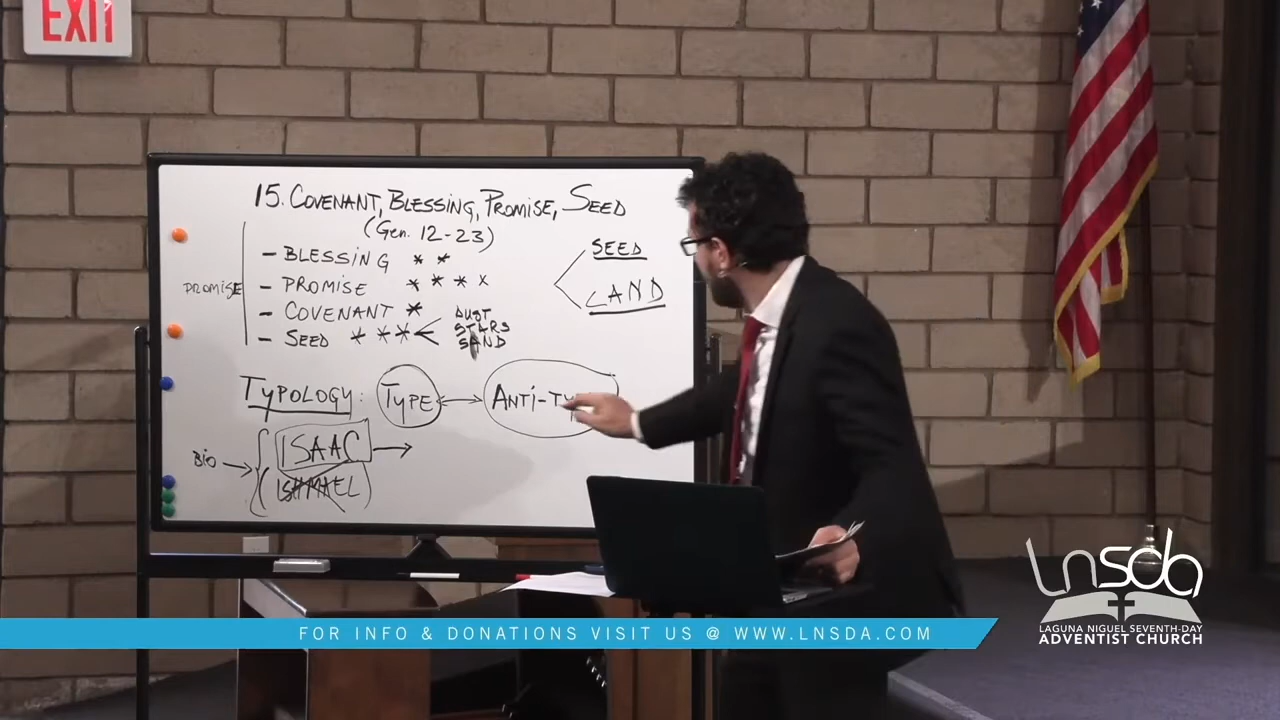 EXIT
15. COVENANT, BLESSING, PROMISE, SEED
(Gen. 12-23)
- BLESSING * *
- PROMISE * * * x
- COVENANT *
- SEED * * *
PROMISE
DUST
STARS
SAND
SEED
LAND
TYPOLOGY: TYPE ANTI-TY
BIO
ISAAC
(ISHMAEL)
FOR INFO & DONATIONS VISIT US @ WWW.LNSDA.COM
Lnsda
LAGUNA NIGUEL SEVENTH-DAY
ADVENTIST CHURCH